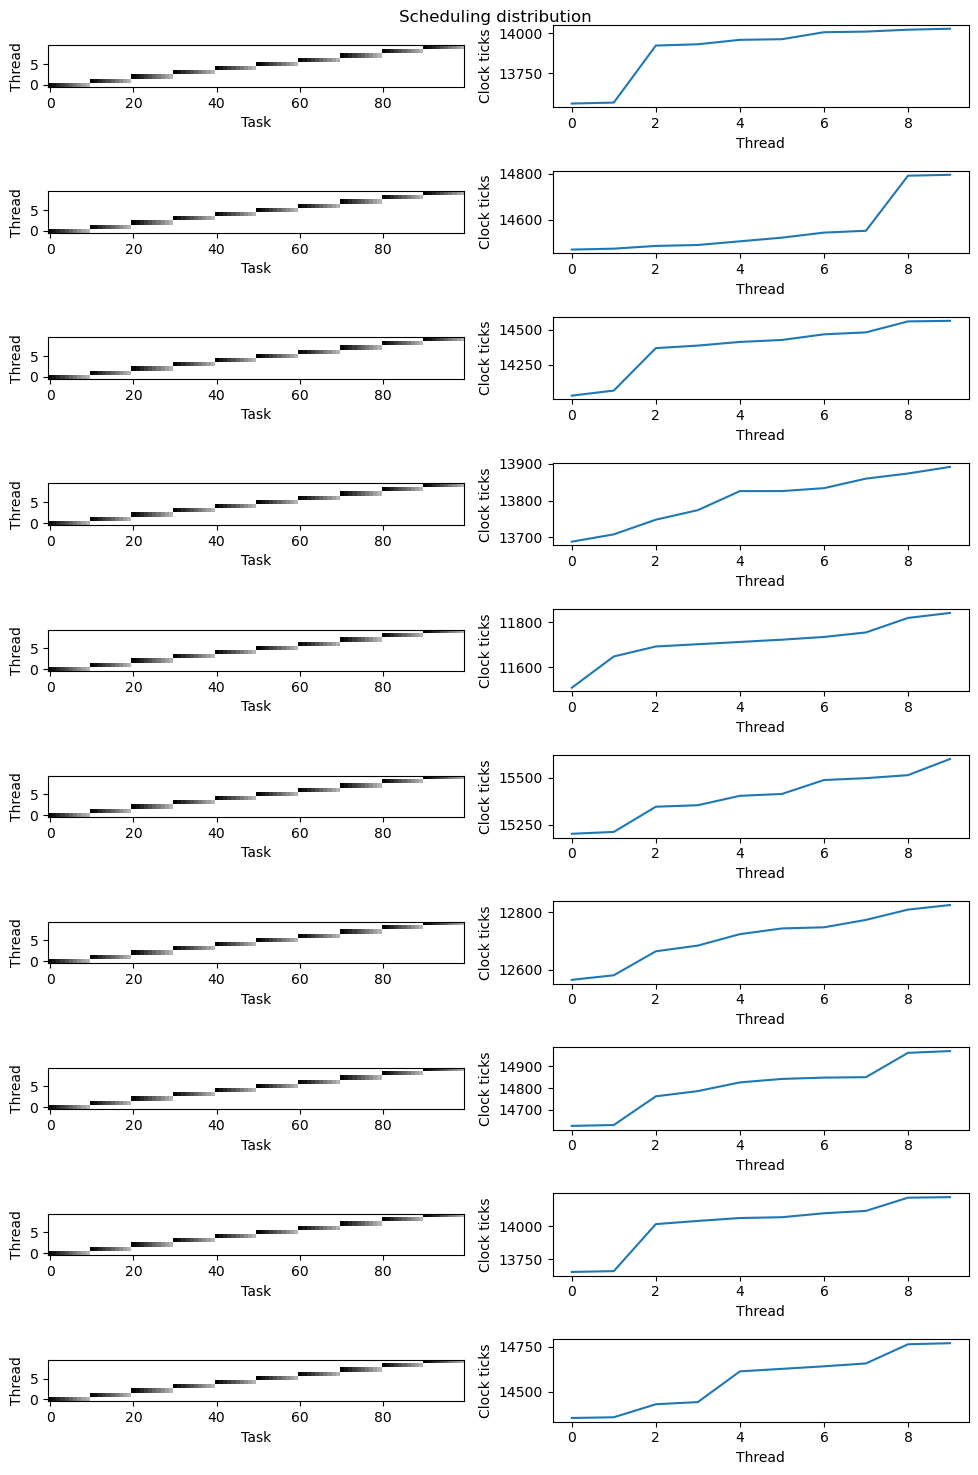 Scheduling distribution
Thread
5
0
0 20 40 60 80
Task
Clock ticks
14000
13750
0 2 4 6 8
Thread
Thread
5
0
0 20 40 60 80
Task
Clock ticks
14800
14600
0 2 4 6 8
Thread
Thread
5
0
0 20 40 60 80
Task
Clock ticks
14500
14250
0 2 4 6 8
Thread
Thread
5
0
0 20 40 60 80
Task
Clock ticks
13900
13800
13700
0 2 4 6 8
Thread
Thread
5
0
0 20 40 60 80
Task
Clock ticks
11800
11600
0 2 4 6 8
Thread
Thread
5
0
0 20 40 60 80
Task
Clock ticks
15500
15250
0 2 4 6 8
Thread
Thread
5
0
0 20 40 60 80
Task
Clock ticks
12800
12600
0 2 4 6 8
Thread
Thread
5
0
0 20 40 60 80
Task
Clock ticks
14900
14800
14700
0 2 4 6 8
Thread
Thread
5
0
0 20 40 60 80
Task
Clock ticks
14000
13750
0 2 4 6 8
Thread
Thread
5
0
0 20 40 60 80
Task
Clock ticks
14750
14500
0 2 4 6 8
Thread